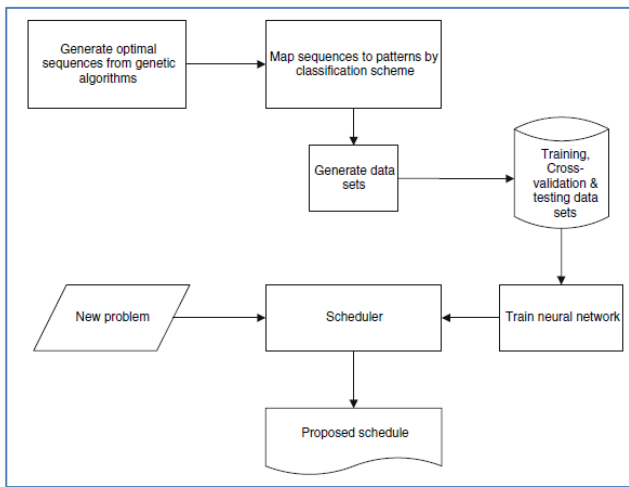 Generate optimal
sequences from genetic
algorithms
Map sequences to patterns by
classification scheme
Generate data
sets
Training,
Cross-
validation &
testing data
sets
New problem
Scheduler
Train neural network
Proposed schedule